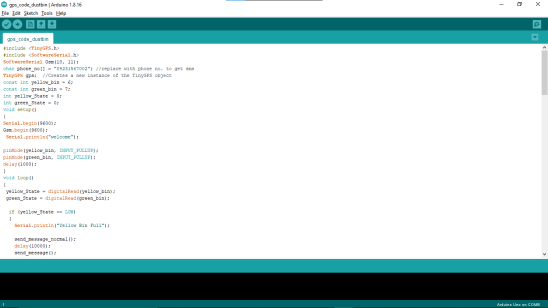 gps_code_dustbin | Arduino 1.8.16
File Edit Sketch Tools Help
gps_code_dustbin
#include <TinyGPS.h>
#include <SoftwareSerial.h>
SoftwareSerial Gsm(10, 11);
char phone_no[] = "09251567002"; //replace with phone no. to get sms
TinyGPS gps; //Creates a new instance of the TinyGPS object
const int yellow_bin = 6;
const int green_bin = 7;
int yellow_State = 0;
int green_State = 0;
void setup()
{
Serial.begin(9600);
Gsm.begin(9600);
Serial.println("welcome");
pinMode(yellow_bin, INPUT_PULLUP);
pinMode(green_bin, INPUT_PULLUP);
delay(1000);
}
void loop()
{
yellow_State = digitalRead(yellow_bin);
green_State = digitalRead(green_bin);
if (yellow_State == LOW)
{
Serial.println("Yellow Bin Full");
send_message_normal();
delay(10000);
send_message();
1
Arduino Uno on COM8